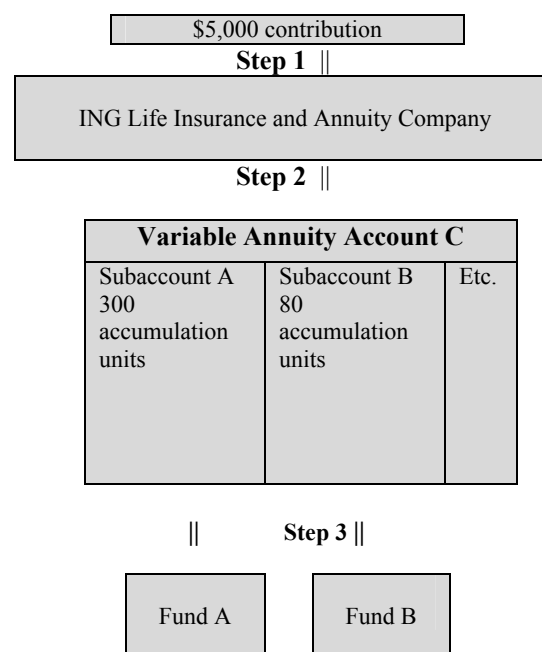 $5,000 contribution
Step 1 ||
ING Life Insurance and Annuity Company
Step 2 ||
Variable Annuity Account C
Subaccount A
300
accumulation
units
Subaccount B
80
accumulation
units
Etc.
|| Step 3 ||
Fund A
Fund B